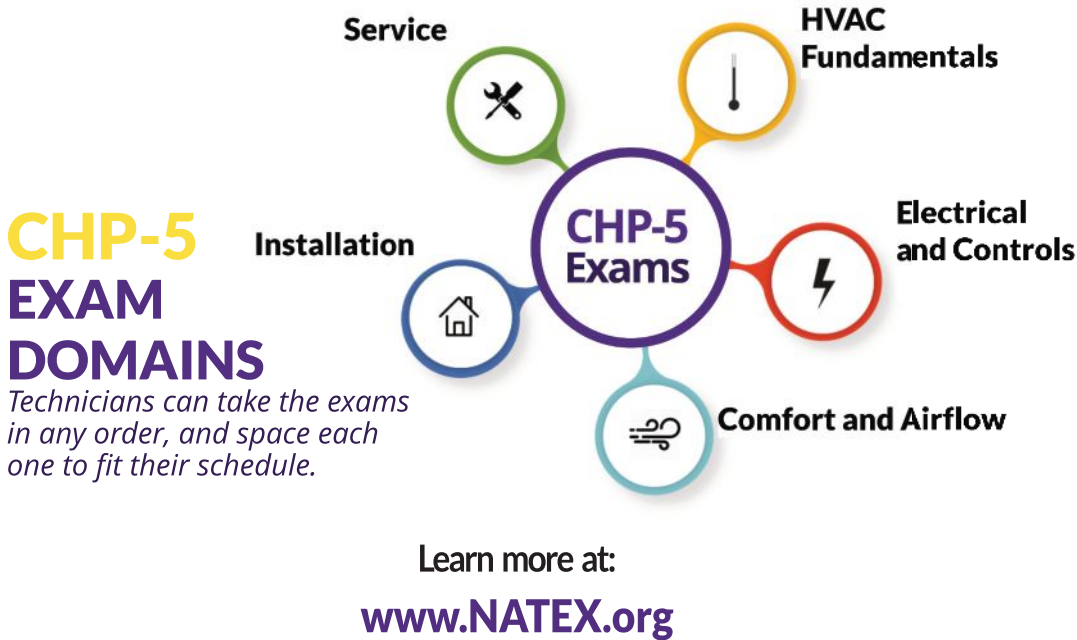 Service
HVAC
Fundamentals
CHP-5
EXAM
DOMAINS
Technicians can take the exams
in any order, and space each
one to fit their schedule.
Installation
CHP-5
Exams
Electrical
and Controls
Comfort and Airflow
Learn more at:
www.NATEX.org